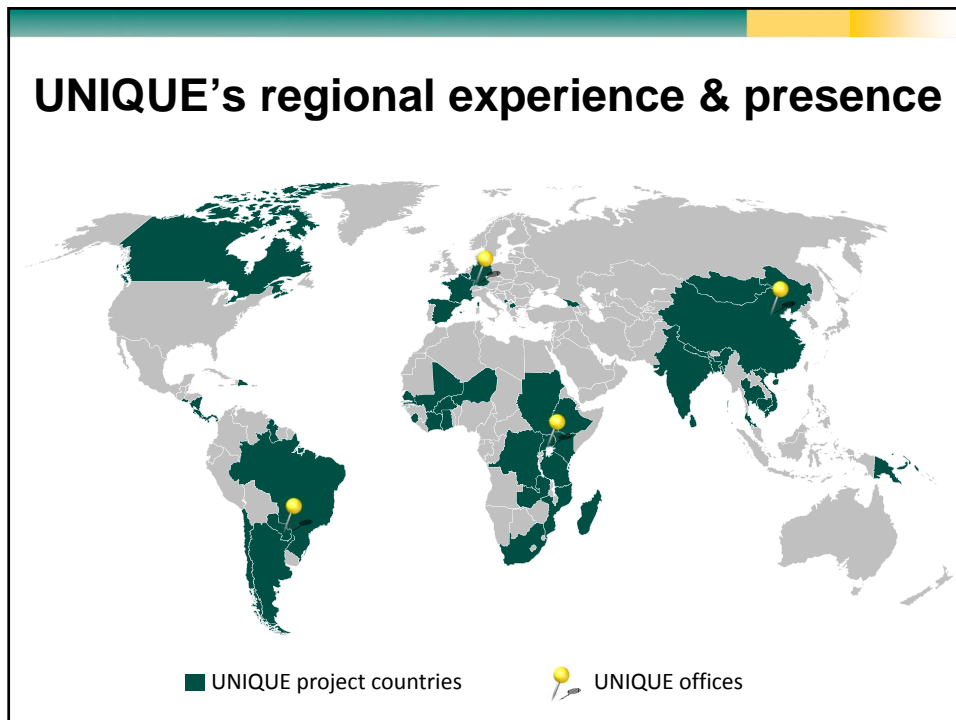 UNIQUE’s regional experience & presence
UNIQUE project countries
UNIQUE offices